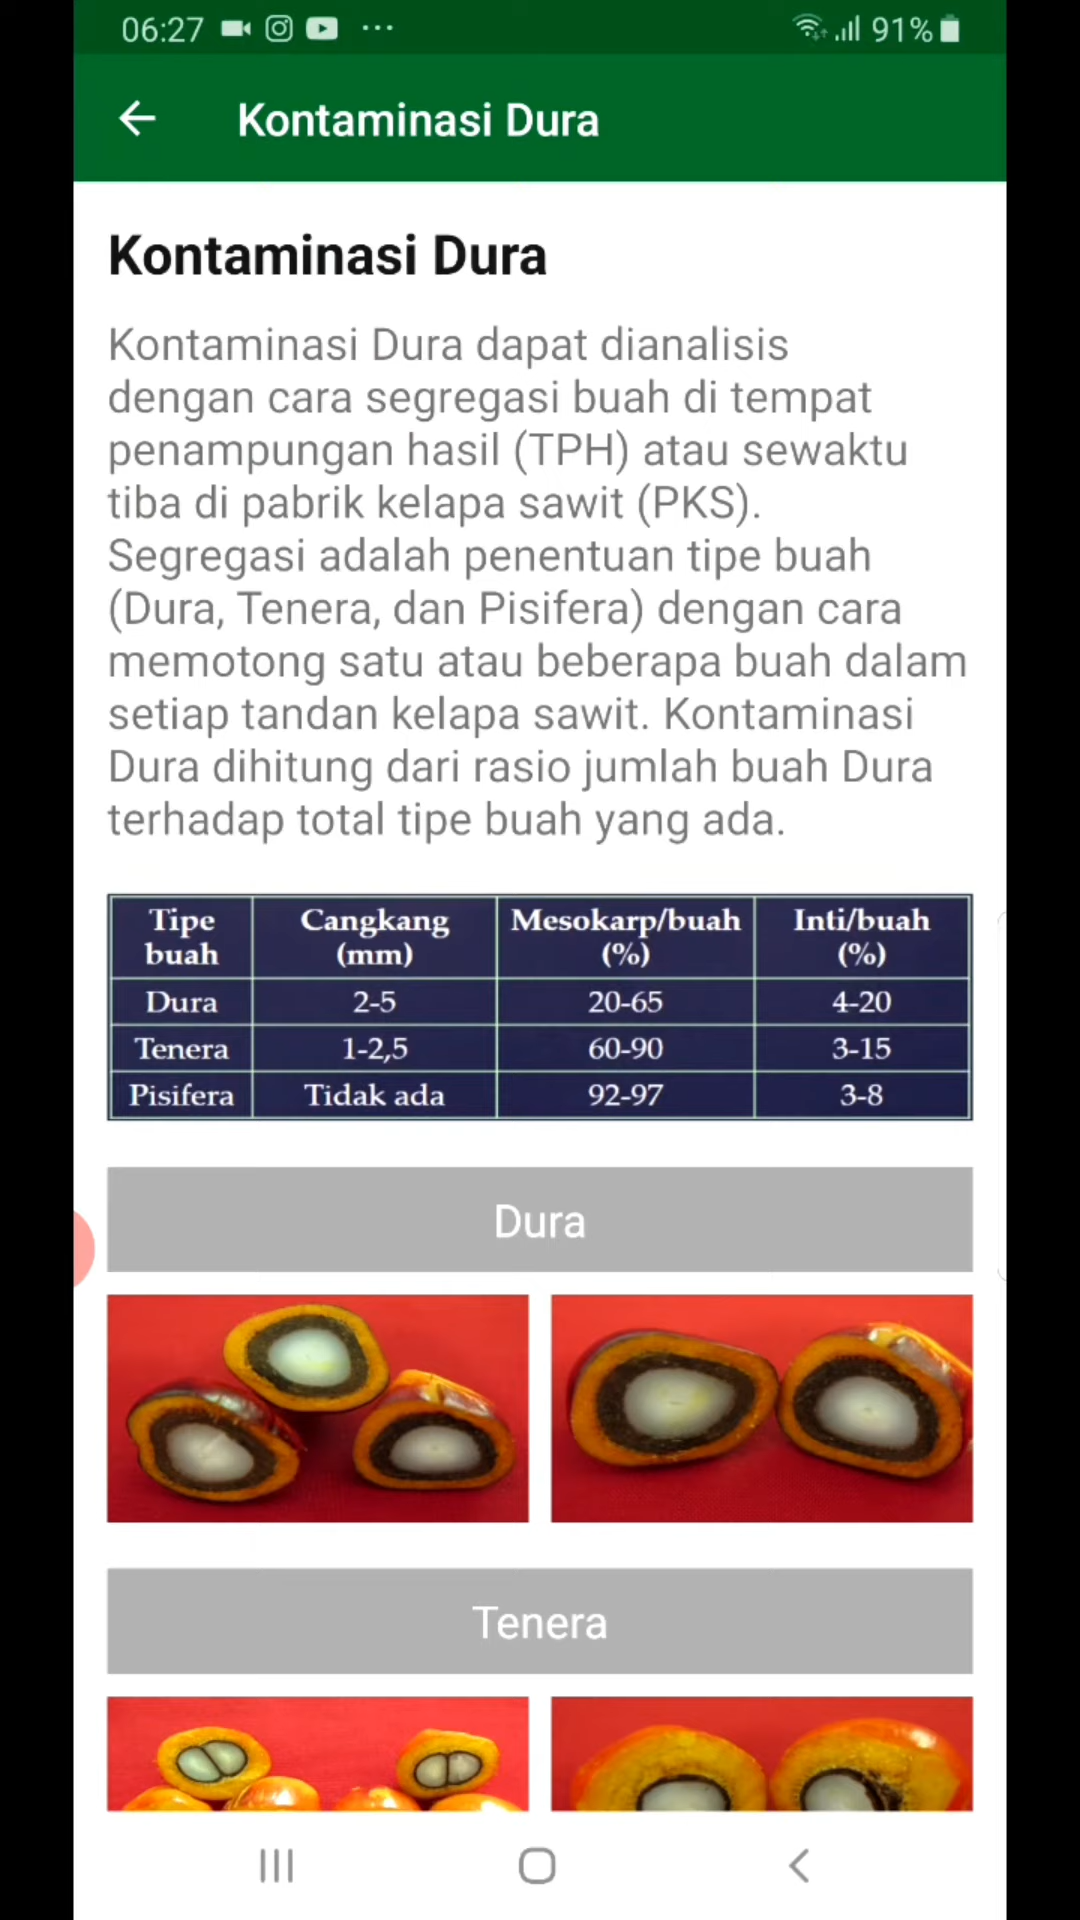 06:27
91%
Kontaminasi Dura
Kontaminasi Dura
Kontaminasi Dura dapat dianalisis
dengan cara segregasi buah di tempat
penampungan hasil (TPH) atau sewaktu
tiba di pabrik kelapa sawit (PKS).
Segregasi adalah penentuan tipe buah
(Dura, Tenera, dan Pisifera) dengan cara
memotong satu atau beberapa buah dalam
setiap tandan kelapa sawit. Kontaminasi
Dura dihitung dari rasio jumlah buah Dura
terhadap total tipe buah yang ada.
Tipe buah Cangkang (mm) Mesokarp/buah (%) Inti/buah (%)
Dura 2-5 20-65 4-20
Tenera 1-2,5 60-90 3-15
Pisifera Tidak ada 92-97 3-8
Dura
Tenera